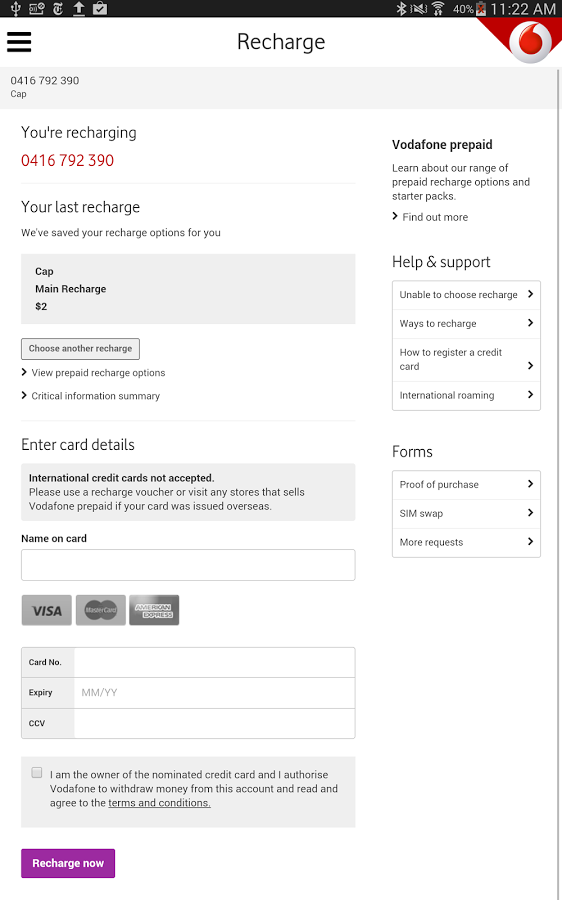 40% 11:22 AM
Recharge
0416 792 390
Cap
You're recharging
0416 792 390
Your last recharge
We've saved your recharge options for you
Cap
Main Recharge
$2
Choose another recharge
View prepaid recharge options
Critical information summary
Enter card details
International credit cards not accepted.
Please use a recharge voucher or visit any stores that sells
Vodafone prepaid if your card was issued overseas.
Name on card
VISA MasterCard AMERICAN EXPRESS
Card No.
Expiry MM/YY
CCV
I am the owner of the nominated credit card and I authorise
Vodafone to withdraw money from this account and read and
agree to the terms and conditions.
Recharge now
Vodafone prepaid
Learn about our range of
prepaid recharge options and
starter packs.
Find out more
Help & support
Unable to choose recharge
Ways to recharge
How to register a credit
card
International roaming
Forms
Proof of purchase
SIM swap
More requests